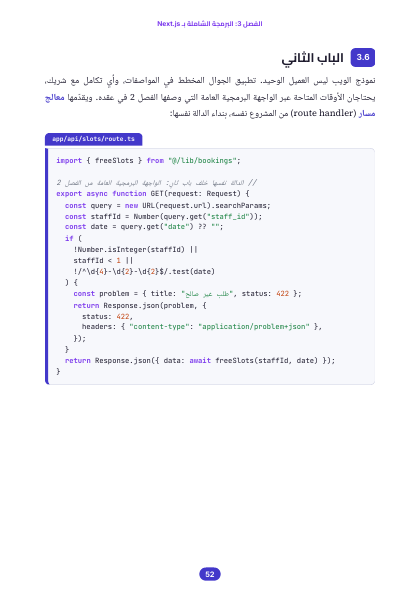 الفصل 3: البرمجة الشاملة بـ Next.js
3.6 الباب الثاني
نموذج الويب ليس العميل الوحيد. تطبيق الجوال المخطط في المواصفات، وأي تكامل مع شريك،
يحتاجان الأوقات المتاحة عبر الواجهة البرمجية العامة التي وصفها الفصل 2 في عقده. ويقدّمها معالج
مسار (route handler) من المشروع نفسه، بنداء الدالة نفسها:
app/api/slots/route.ts
import { freeSlots } from "@/lib/bookings";
// الدالة نفسها خلف باب ثانٍ: الواجهة البرمجية العامة من الفصل 2
export async function GET(request: Request) {
  const query = new URL(request.url).searchParams;
  const staffId = Number(query.get("staff_id"));
  const date = query.get("date") ?? "";
  if (
    !Number.isInteger(staffId) ||
    staffId < 1 ||
    !/^\d{4}-\d{2}-\d{2}$/.test(date)
  ) {
    const problem = { title: "طلب غير صالح", status: 422 };
    return Response.json(problem, {
      status: 422,
      headers: { "content-type": "application/problem+json" },
    });
  }
  return Response.json({ data: await freeSlots(staffId, date) });
}
52